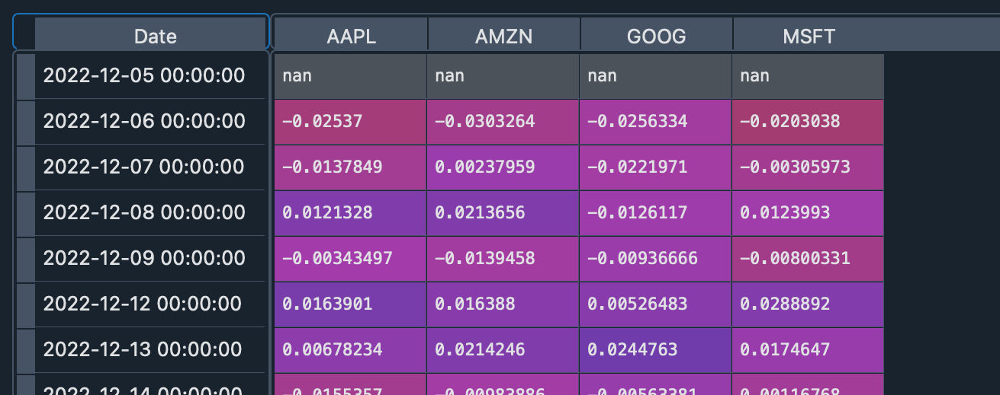 Date AAPL AMZN GOOG MSFT
2022-12-05 00:00:00 nan nan nan nan
2022-12-06 00:00:00 -0.02537 -0.0303264 -0.0256334 -0.0203038
2022-12-07 00:00:00 -0.0137849 0.00237959 -0.0221971 -0.00305973
2022-12-08 00:00:00 0.0121328 0.0213656 -0.0126117 0.0123993
2022-12-09 00:00:00 -0.00343497 -0.0139458 -0.00936666 -0.00800331
2022-12-12 00:00:00 0.0163901 0.016388 0.00526483 0.0288892
2022-12-13 00:00:00 0.00678234 0.0214246 0.0244763 0.0174647
2022-12-14 00:00:00 -0.0155357 -0.00983886 -0.00563381 0.00116768